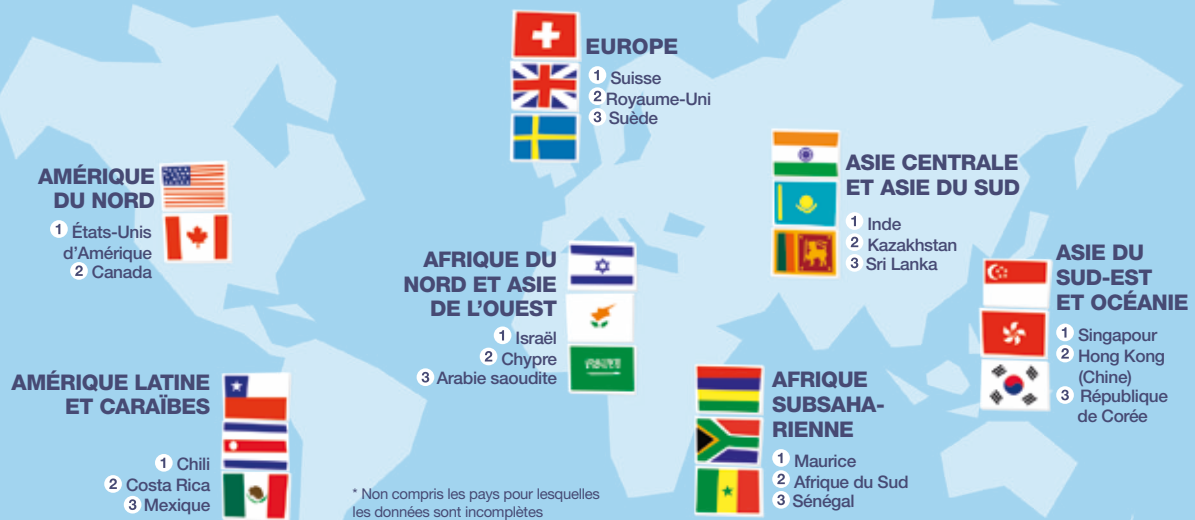 EUROPE
1 Suisse
2 Royaume-Uni
3 Suède
AMÉRIQUE
DU NORD
1 États-Unis
d'Amérique
2 Canada
ASIE CENTRALE
ET ASIE DU SUD
1 Inde
2 Kazakhstan
3 Sri Lanka
AFRIQUE DU
NORD ET ASIE
DE L'OUEST
1 Israël
2 Chypre
3 Arabie saoudite
ASIE DU
SUD-EST
ET OCÉANIE
1 Singapour
2 Hong Kong
(Chine)
3 République
de Corée
AMÉRIQUE LATINE
ET CARAÏBES
1 Chili
2 Costa Rica
3 Mexique
AFRIQUE
SUBSAHA-
RIENNE
1 Maurice
2 Afrique du Sud
3 Sénégal
* Non compris les pays pour lesquelles
les données sont incomplètes